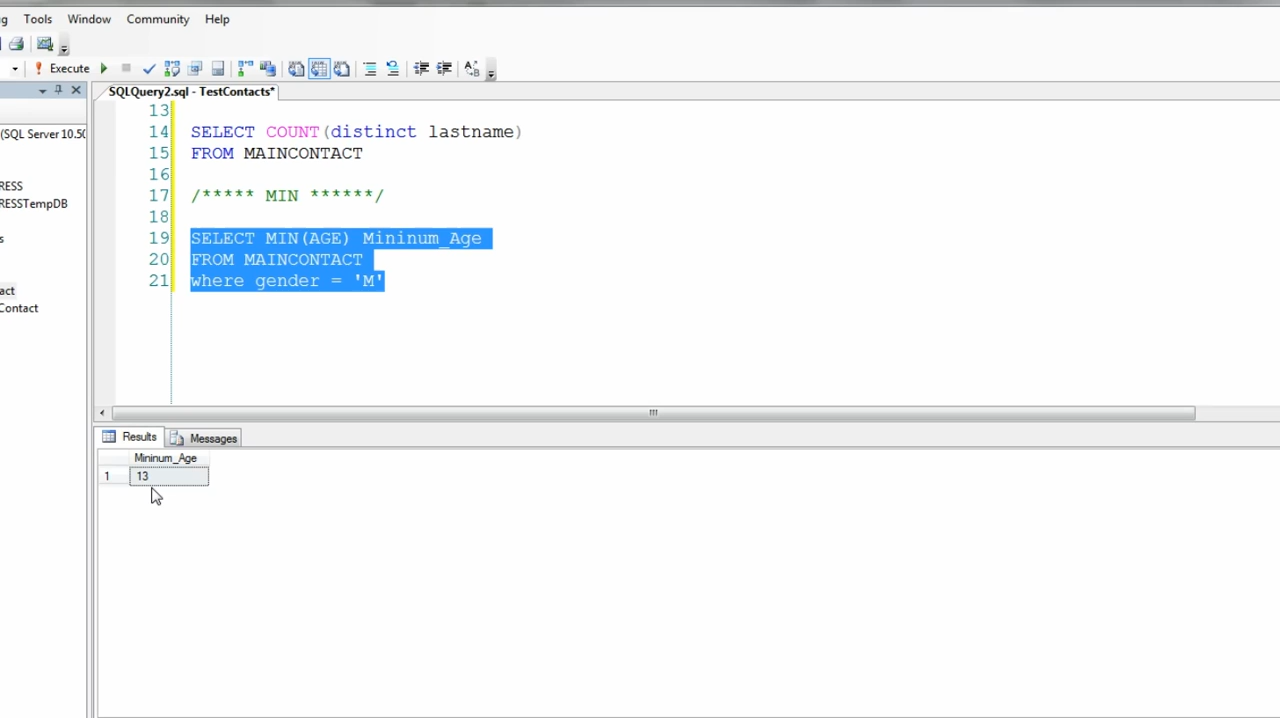 g Tools Window Community Help
Execute
SQLQuery2.sql - TestContacts*
(SQL Server 10.50
RESS
RESSTempDB
s
act
Contact
13
14 SELECT COUNT(distinct lastname)
15 FROM MAINCONTACT
16
17 /***** MIN ******/
18
19 SELECT MIN(AGE) Mininum_Age
20 FROM MAINCONTACT
21 where gender = 'M'
Results Messages
Mininum_Age
1 13